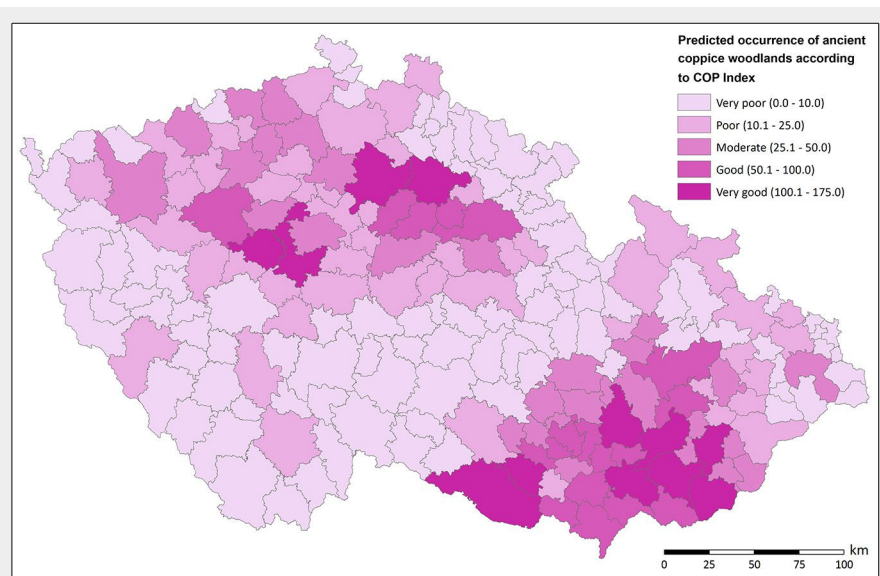 Predicted occurrence of ancient
coppice woodlands according
to COP Index
Very poor (0.0 - 10.0)
Poor (10.1 - 25.0)
Moderate (25.1 - 50.0)
Good (50.1 - 100.0)
Very good (100.1 - 175.0)
km
0 25 50 75 100